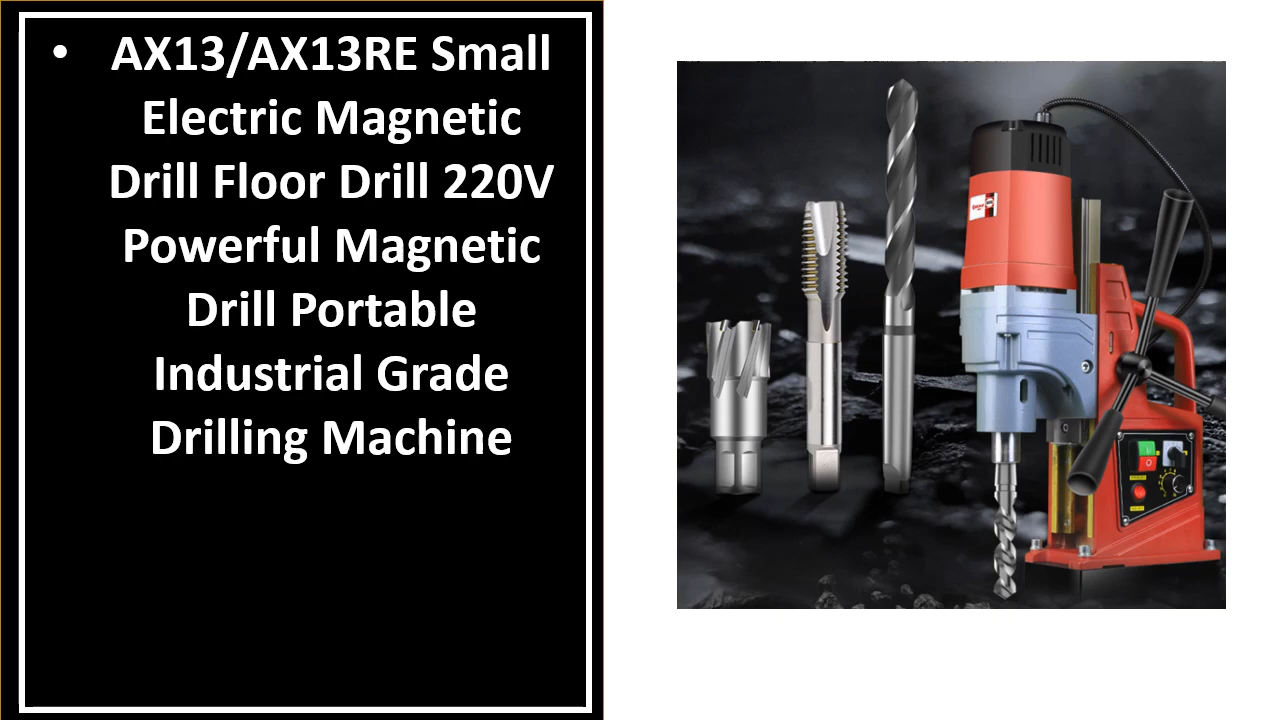 • AX13/AX13RE Small
Electric Magnetic
Drill Floor Drill 220V
Powerful Magnetic
Drill Portable
Industrial Grade
Drilling Machine